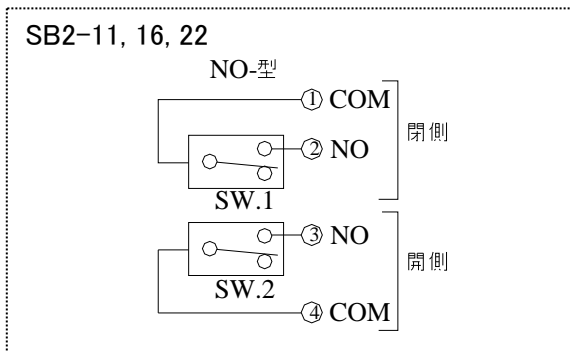 SB2-11, 16, 22
NO-型
① COM
② NO
閉側
SW.1
③ NO
開側
SW.2
④ COM